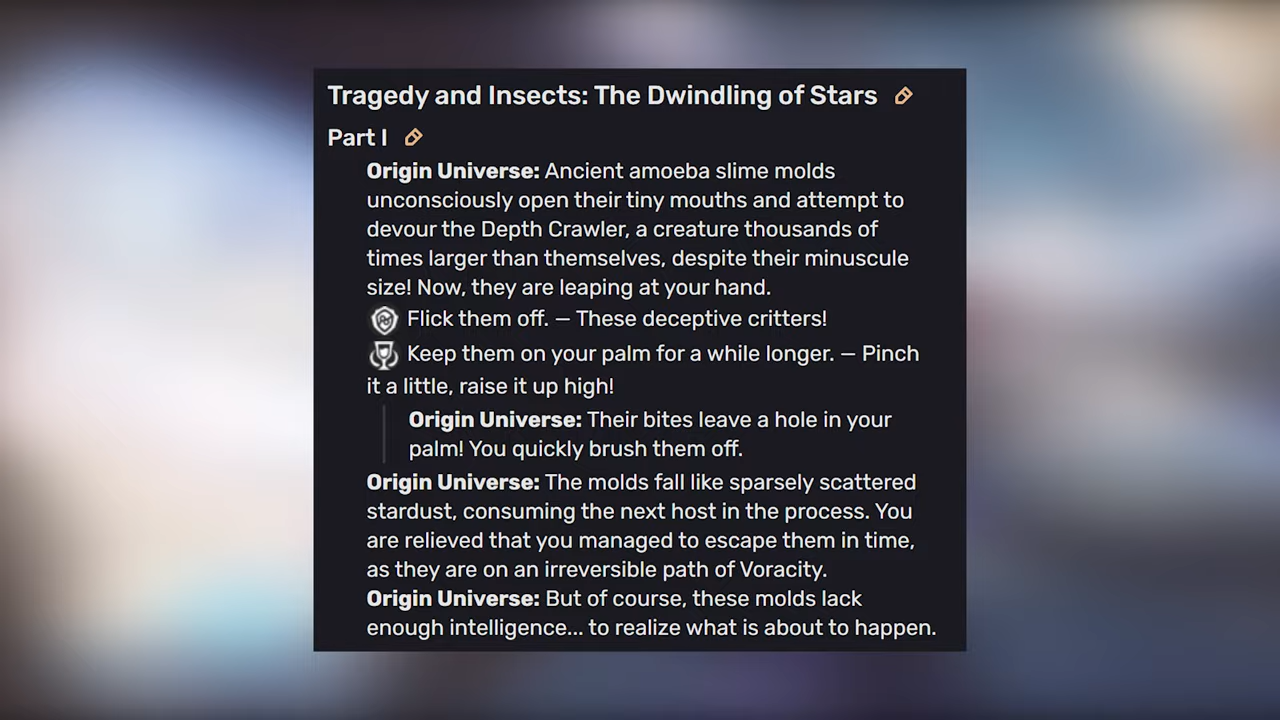 Tragedy and Insects: The Dwindling of Stars
Part I
Origin Universe: Ancient amoeba slime molds
unconsciously open their tiny mouths and attempt to
devour the Depth Crawler, a creature thousands of
times larger than themselves, despite their minuscule
size! Now, they are leaping at your hand.
Flick them off. — These deceptive critters!
Keep them on your palm for a while longer. — Pinch
it a little, raise it up high!
Origin Universe: Their bites leave a hole in your
palm! You quickly brush them off.
Origin Universe: The molds fall like sparsely scattered
stardust, consuming the next host in the process. You
are relieved that you managed to escape them in time,
as they are on an irreversible path of Voracity.
Origin Universe: But of course, these molds lack
enough intelligence... to realize what is about to happen.